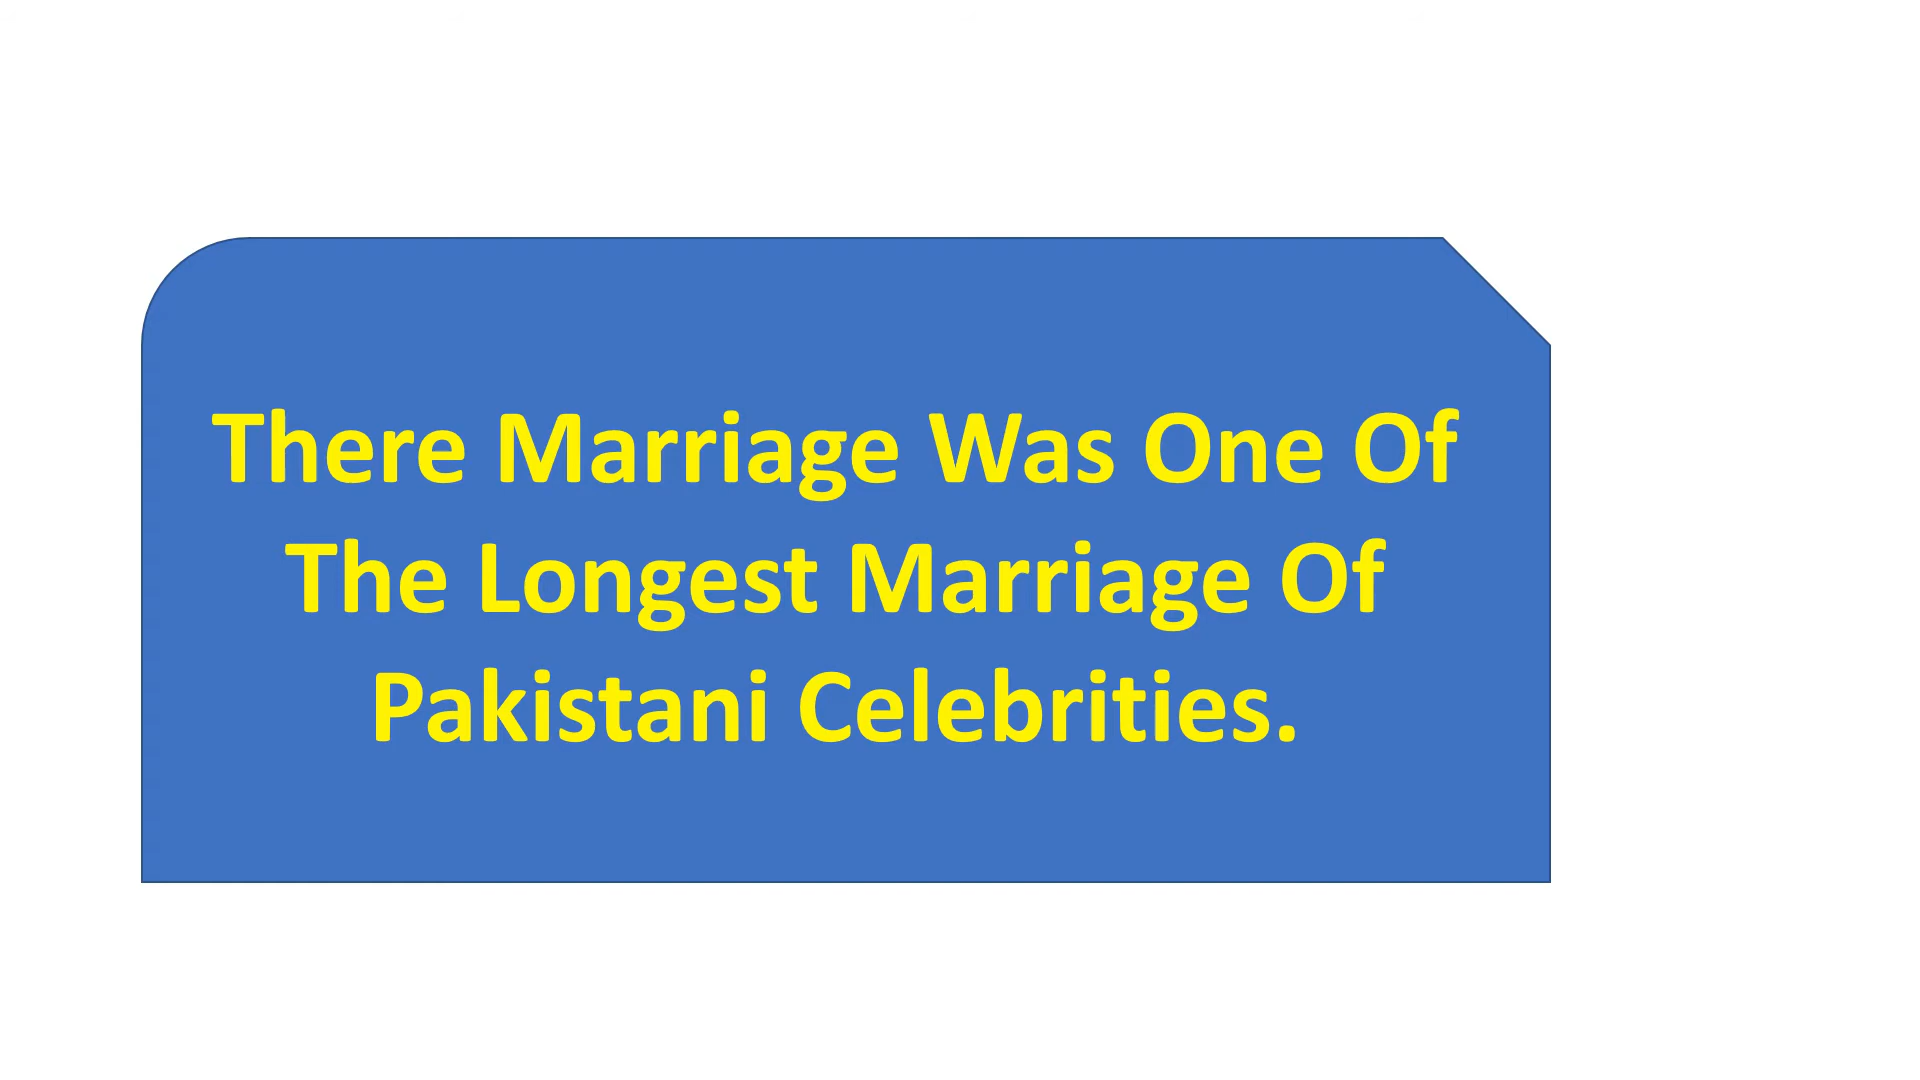 There Marriage Was One Of
The Longest Marriage Of
Pakistani Celebrities.